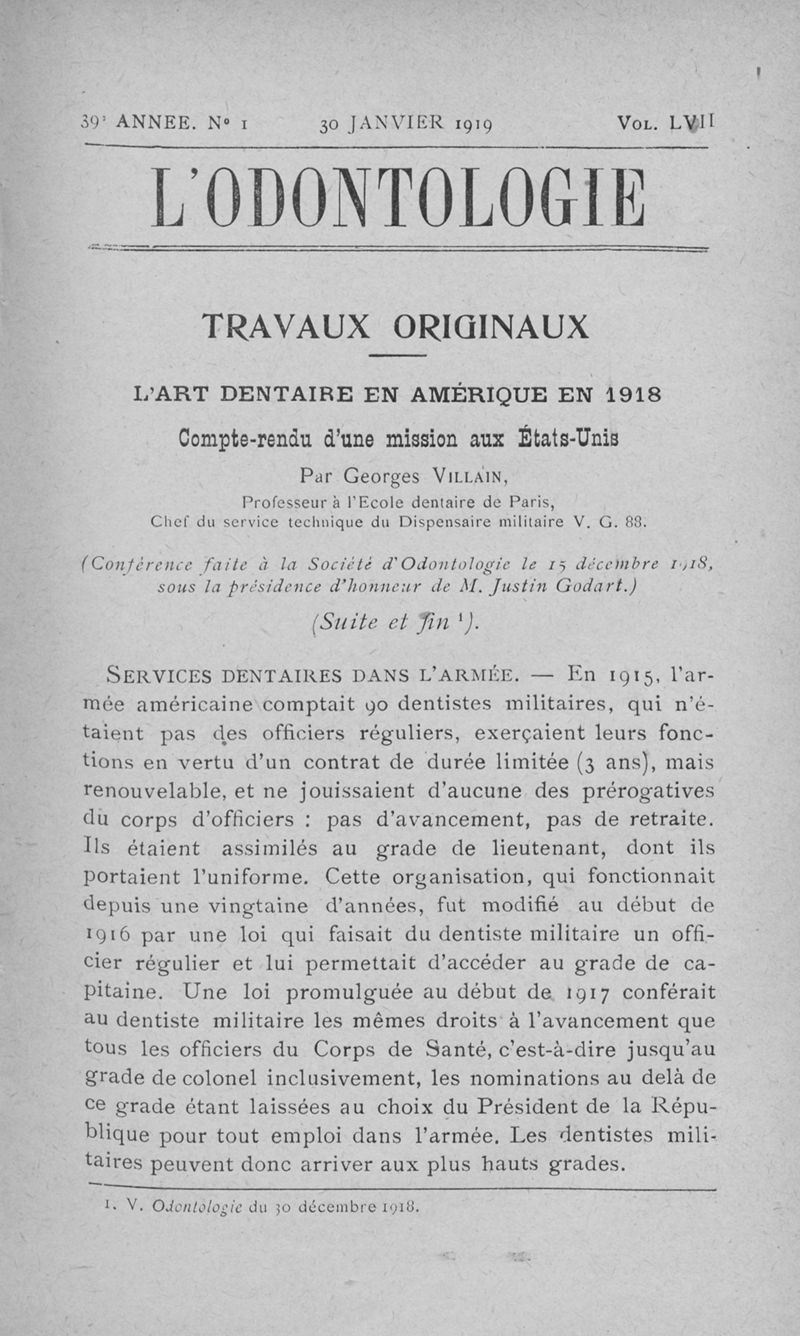 39e ANNEE. N° 1 30 JANVIER 1919 VOL. LVII
L'ODONTOLOGIE
TRAVAUX ORIGINAUX
L'ART DENTAIRE EN AMÉRIQUE EN 1918
Compte-rendu d'une mission aux États-Unis
Par Georges VILLAIN,
Professeur à l'Ecole dentaire de Paris,
Chef du service technique du Dispensaire militaire V. G. 88.
(Conférence faite à la Société d'Odontologie le 15 décembre 1918,
sous la présidence d'honneur de M. Justin Godart.)
(Suite et fin ¹).
SERVICES DENTAIRES DANS L'ARMÉE. — En 1915, l'ar-
mée américaine comptait 90 dentistes militaires, qui n'é-
taient pas des officiers réguliers, exerçaient leurs fonc-
tions en vertu d'un contrat de durée limitée (3 ans), mais
renouvelable, et ne jouissaient d'aucune des prérogatives
du corps d'officiers : pas d'avancement, pas de retraite.
Ils étaient assimilés au grade de lieutenant, dont ils
portaient l'uniforme. Cette organisation, qui fonctionnait
depuis une vingtaine d'années, fut modifié au début de
1916 par une loi qui faisait du dentiste militaire un offi-
cier régulier et lui permettait d'accéder au grade de ca-
pitaine. Une loi promulguée au début de 1917 conférait
au dentiste militaire les mêmes droits à l'avancement que
tous les officiers du Corps de Santé, c'est-à-dire jusqu'au
grade de colonel inclusivement, les nominations au delà de
ce grade étant laissées au choix du Président de la Répu-
blique pour tout emploi dans l'armée. Les dentistes mili-
taires peuvent donc arriver aux plus hauts grades.
1. V. Odontologie du 30 décembre 1918.